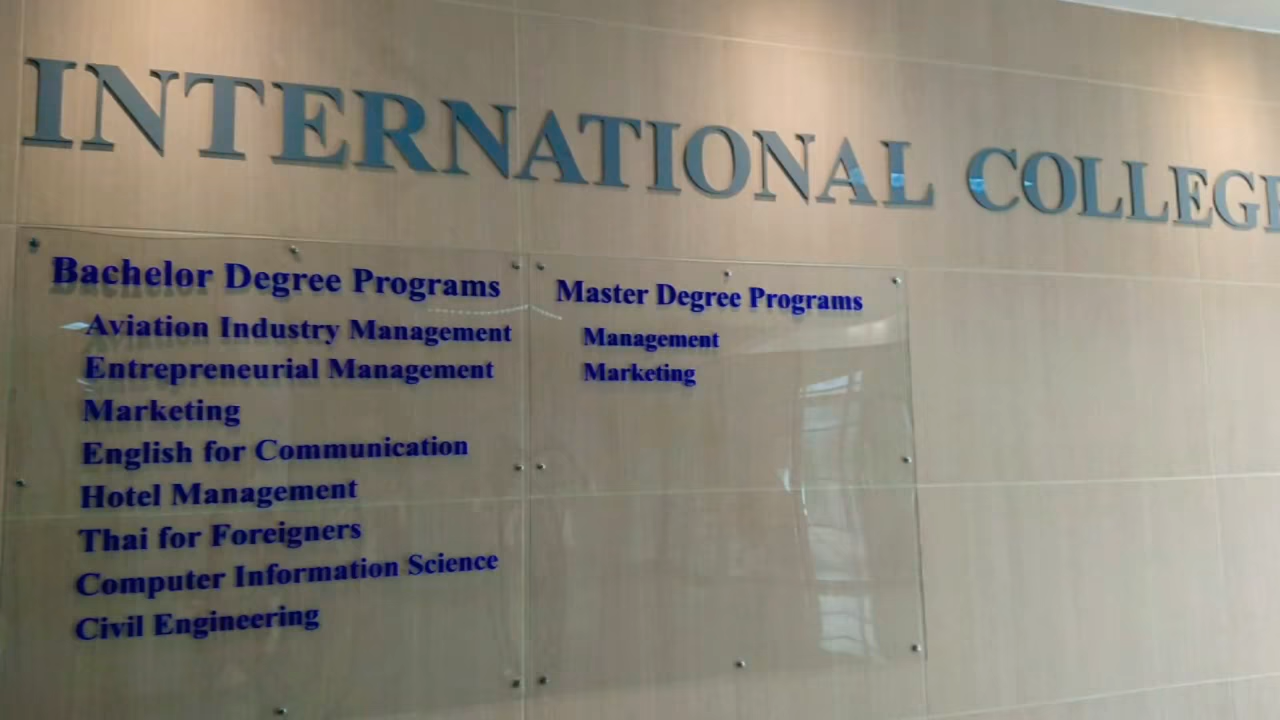 INTERNATIONAL COLLEGE
Bachelor Degree Programs
Aviation Industry Management
Entrepreneurial Management
Marketing
English for Communication
Hotel Management
Thai for Foreigners
Computer Information Science
Civil Engineering
Master Degree Programs
Management
Marketing